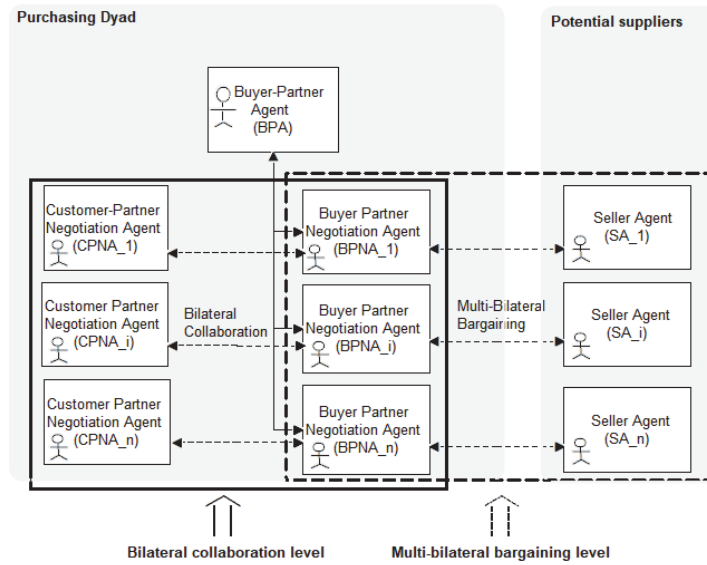 Purchasing Dyad
Potential suppliers
Buyer-Partner
Agent
(BPA)
Customer-Partner
Negotiation Agent
(CPNA_1)
Buyer Partner
Negotiation Agent
(BPNA_1)
Seller Agent
(SA_1)
Customer Partner
Negotiation Agent
(CPNA_i)
Bilateral
Collaboration
Buyer Partner
Negotiation Agent
(BPNA_i)
Multi-Bilateral
Bargaining
Seller Agent
(SA_i)
Customer Partner
Negotiation Agent
(CPNA_n)
Buyer Partner
Negotiation Agent
(BPNA_n)
Seller Agent
(SA_n)
Bilateral collaboration level
Multi-bilateral bargaining level